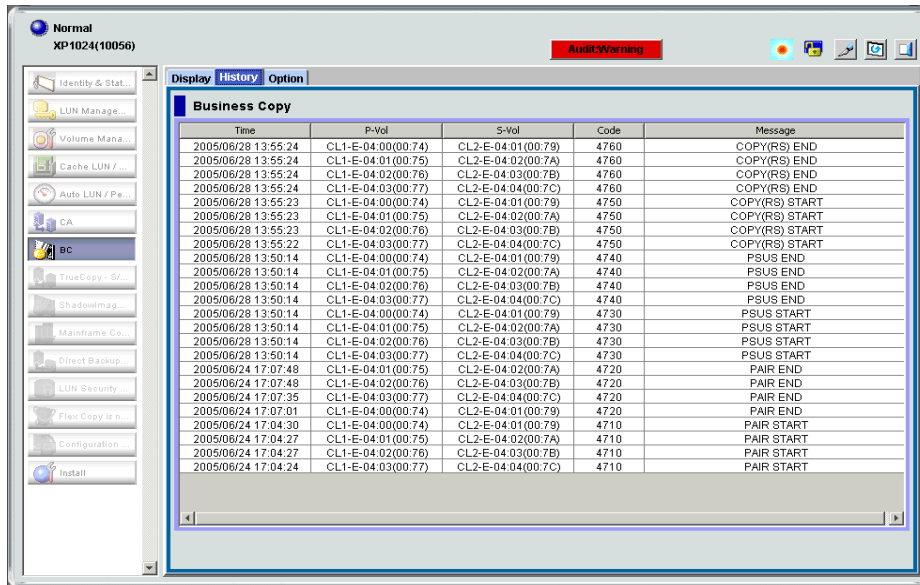 Normal
XP1024(10056)
Audit:Warning
Identity & Stat...
LUN Manage...
Volume Mana...
Cache LUN / ...
Auto LUN / Pe...
CA
BC
TrueCopy - S/...
ShadowImag...
Mainframe Co...
Direct Backup...
LUN Security ...
Flex Copy is n...
Configuration ...
Install
Display History Option
Business Copy
Time P-Vol S-Vol Code Message
2005/06/28 13:55:24 CL1-E-04:00(00:74) CL2-E-04:01(00:79) 4760 COPY(RS) END
2005/06/28 13:55:24 CL1-E-04:01(00:75) CL2-E-04:02(00:7A) 4760 COPY(RS) END
2005/06/28 13:55:24 CL1-E-04:02(00:76) CL2-E-04:03(00:7B) 4760 COPY(RS) END
2005/06/28 13:55:24 CL1-E-04:03(00:77) CL2-E-04:04(00:7C) 4760 COPY(RS) END
2005/06/28 13:55:23 CL1-E-04:00(00:74) CL2-E-04:01(00:79) 4750 COPY(RS) START
2005/06/28 13:55:23 CL1-E-04:01(00:75) CL2-E-04:02(00:7A) 4750 COPY(RS) START
2005/06/28 13:55:23 CL1-E-04:02(00:76) CL2-E-04:03(00:7B) 4750 COPY(RS) START
2005/06/28 13:55:22 CL1-E-04:03(00:77) CL2-E-04:04(00:7C) 4750 COPY(RS) START
2005/06/28 13:50:14 CL1-E-04:00(00:74) CL2-E-04:01(00:79) 4740 PSUS END
2005/06/28 13:50:14 CL1-E-04:01(00:75) CL2-E-04:02(00:7A) 4740 PSUS END
2005/06/28 13:50:14 CL1-E-04:02(00:76) CL2-E-04:03(00:7B) 4740 PSUS END
2005/06/28 13:50:14 CL1-E-04:03(00:77) CL2-E-04:04(00:7C) 4740 PSUS END
2005/06/28 13:50:14 CL1-E-04:00(00:74) CL2-E-04:01(00:79) 4730 PSUS START
2005/06/28 13:50:14 CL1-E-04:01(00:75) CL2-E-04:02(00:7A) 4730 PSUS START
2005/06/28 13:50:14 CL1-E-04:02(00:76) CL2-E-04:03(00:7B) 4730 PSUS START
2005/06/28 13:50:14 CL1-E-04:03(00:77) CL2-E-04:04(00:7C) 4730 PSUS START
2005/06/24 17:07:48 CL1-E-04:01(00:75) CL2-E-04:02(00:7A) 4720 PAIR END
2005/06/24 17:07:48 CL1-E-04:02(00:76) CL2-E-04:03(00:7B) 4720 PAIR END
2005/06/24 17:07:35 CL1-E-04:03(00:77) CL2-E-04:04(00:7C) 4720 PAIR END
2005/06/24 17:07:01 CL1-E-04:00(00:74) CL2-E-04:01(00:79) 4720 PAIR END
2005/06/24 17:04:30 CL1-E-04:00(00:74) CL2-E-04:01(00:79) 4710 PAIR START
2005/06/24 17:04:27 CL1-E-04:01(00:75) CL2-E-04:02(00:7A) 4710 PAIR START
2005/06/24 17:04:27 CL1-E-04:02(00:76) CL2-E-04:03(00:7B) 4710 PAIR START
2005/06/24 17:04:24 CL1-E-04:03(00:77) CL2-E-04:04(00:7C) 4710 PAIR START